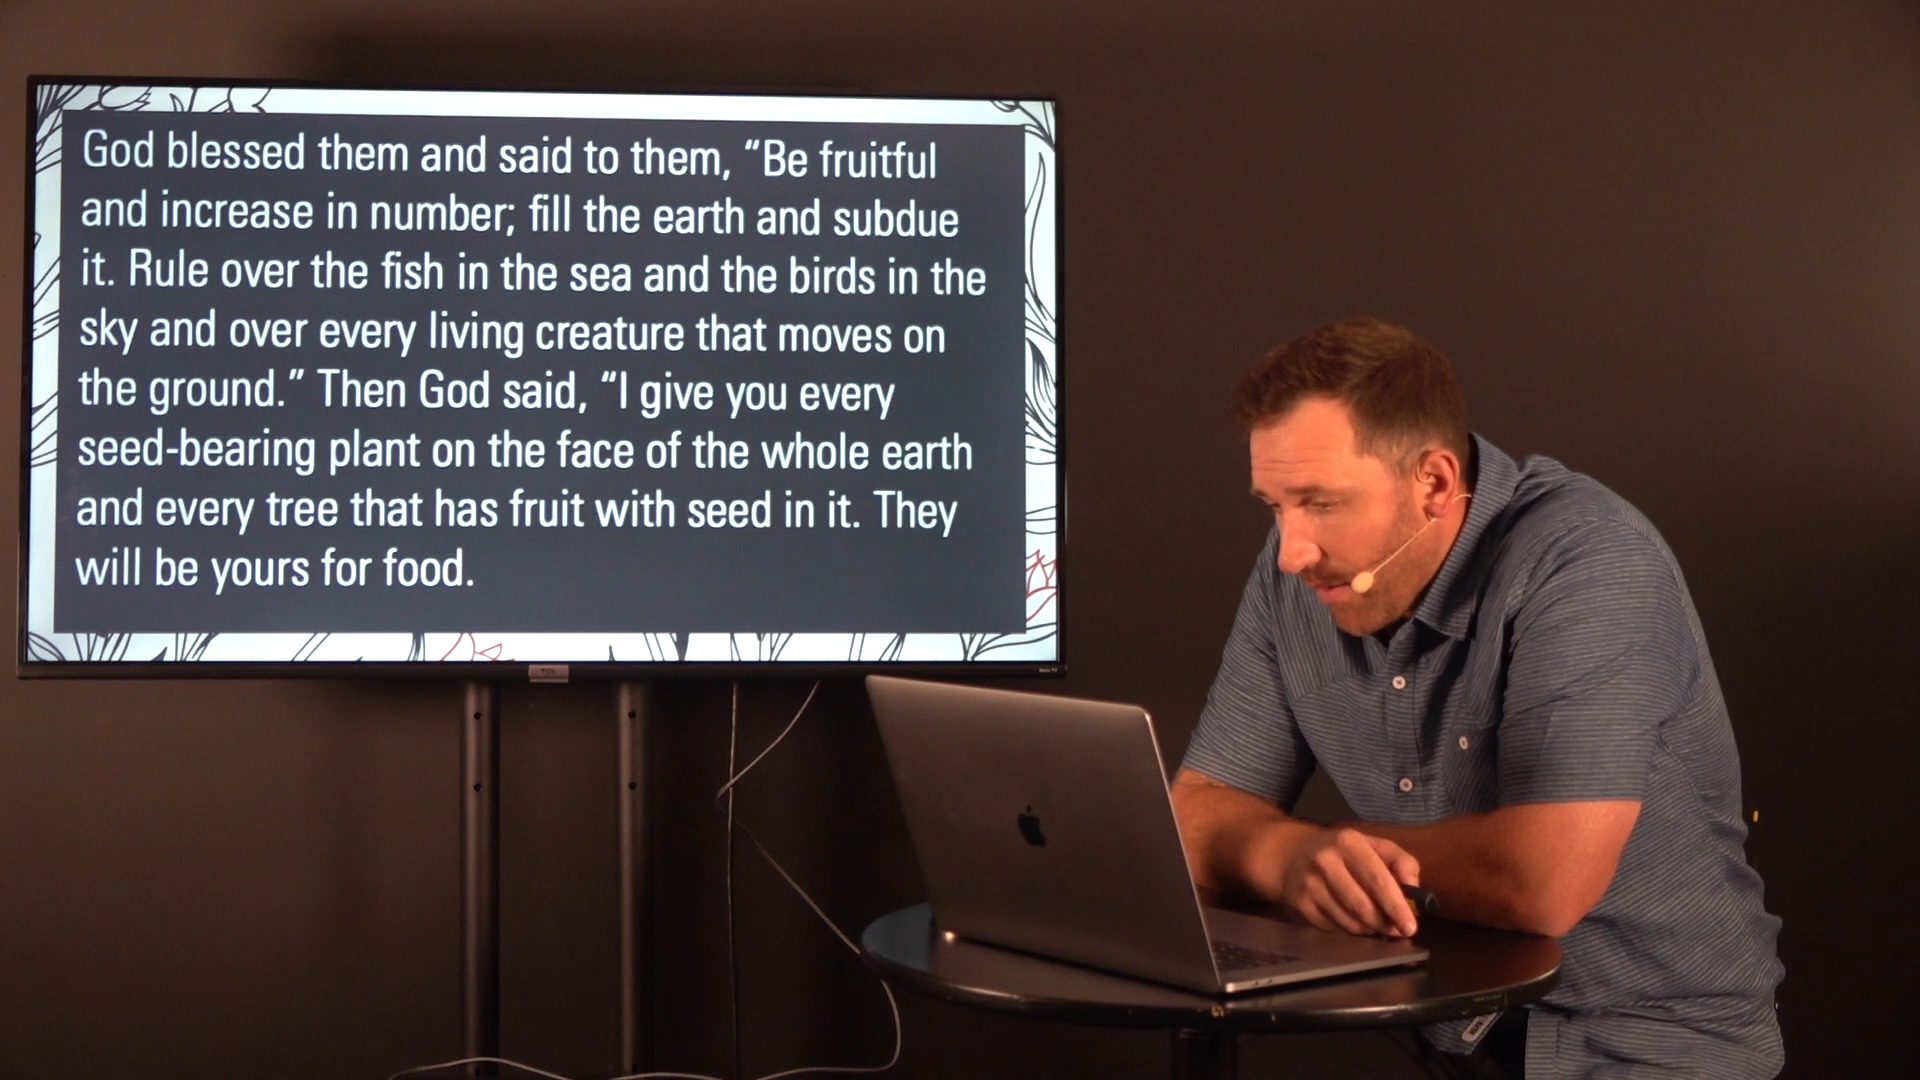 God blessed them and said to them, “Be fruitful
and increase in number; fill the earth and subdue
it. Rule over the fish in the sea and the birds in the
sky and over every living creature that moves on
the ground.” Then God said, “I give you every
seed-bearing plant on the face of the whole earth
and every tree that has fruit with seed in it. They
will be yours for food.
TCL